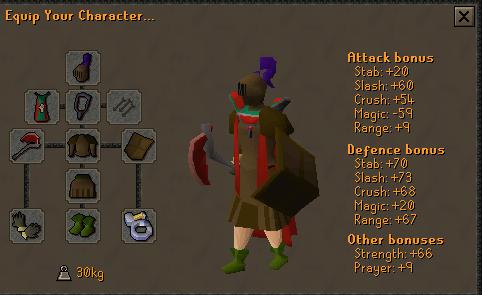 Equip Your Character...
Attack bonus
Stab: +20
Slash: +60
Crush: +54
Magic: -59
Range: +9
Defence bonus
Stab: +70
Slash: +73
Crush: +68
Magic: +20
Range: +67
Other bonuses
Strength: +66
Prayer: +9
30kg